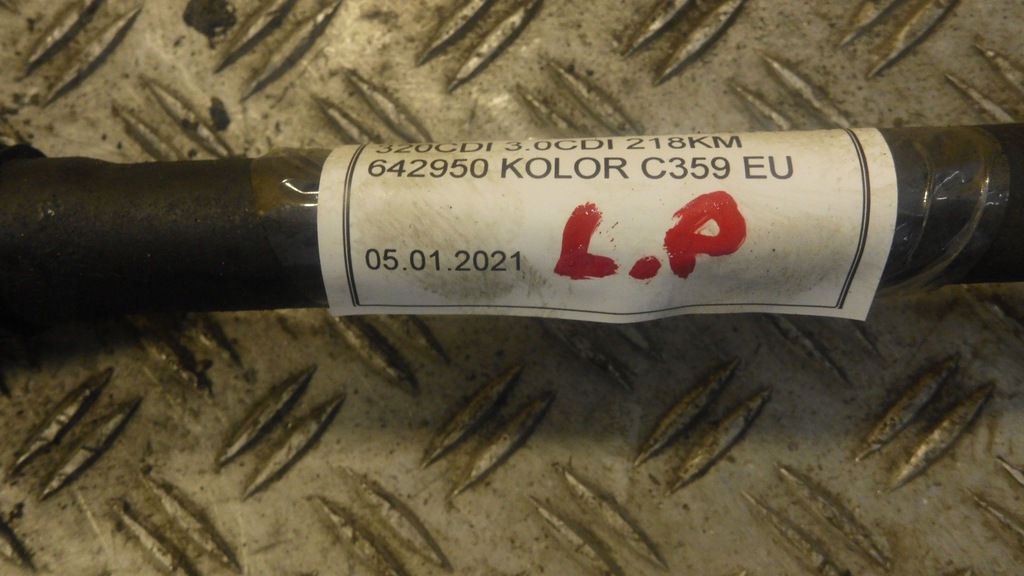 320CDI 3.0CDI 218KM
642950 KOLOR C359 EU
05.01.2021
L.P